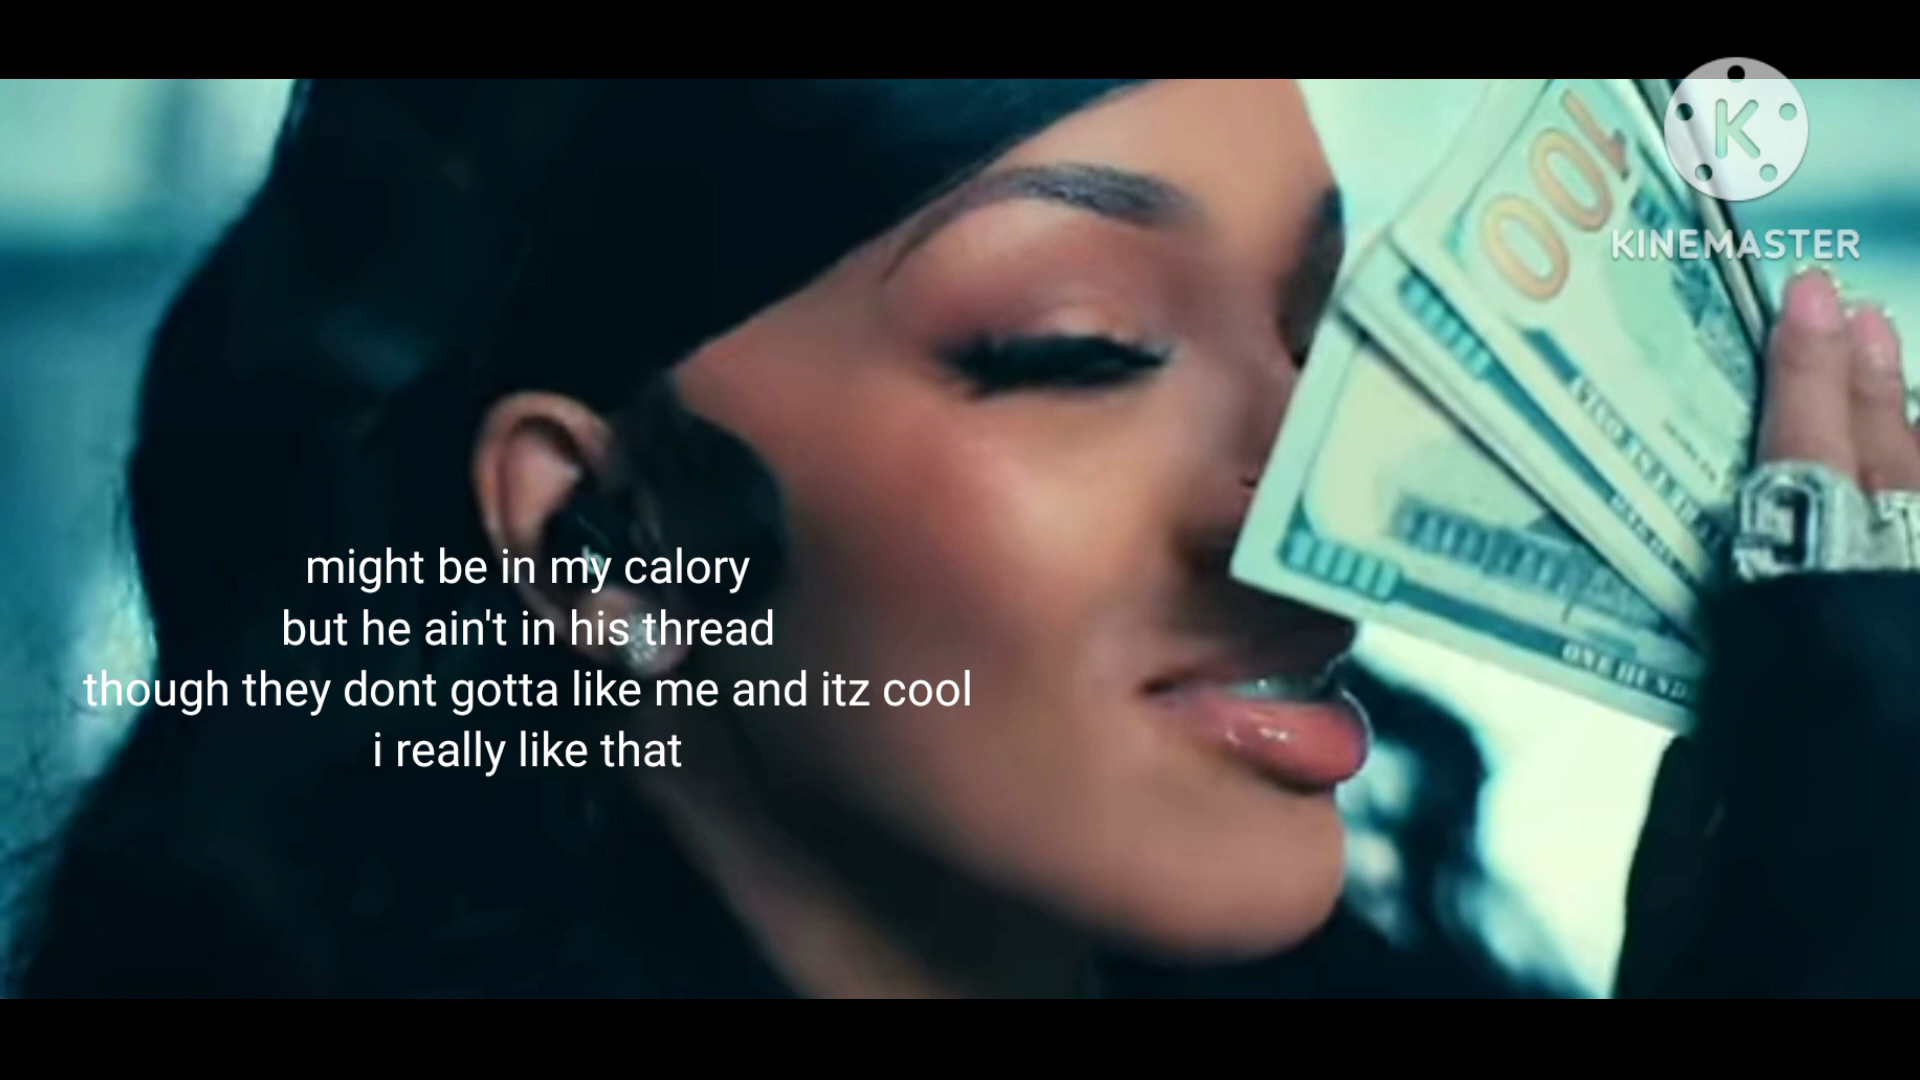 100
K
KINEMASTER
might be in my calory
but he ain't in his thread
though they dont gotta like me and itz cool
i really like that